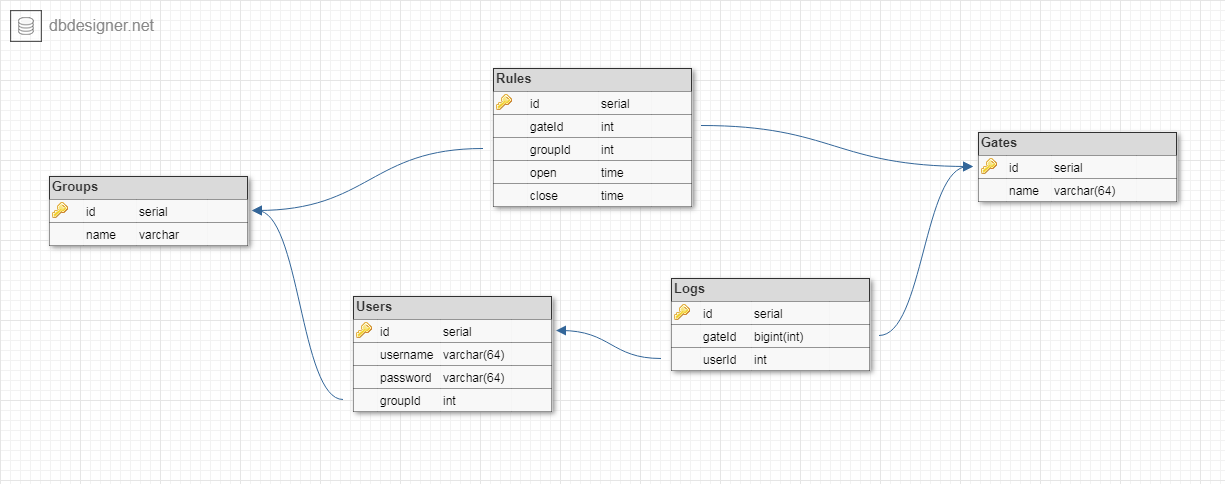 dbdesigner.net
Rules
id serial
gateId int
groupId int
open time
close time
Gates
id serial
name varchar(64)
Groups
id serial
name varchar
Users
id serial
username varchar(64)
password varchar(64)
groupId int
Logs
id serial
gateId bigint(int)
userId int